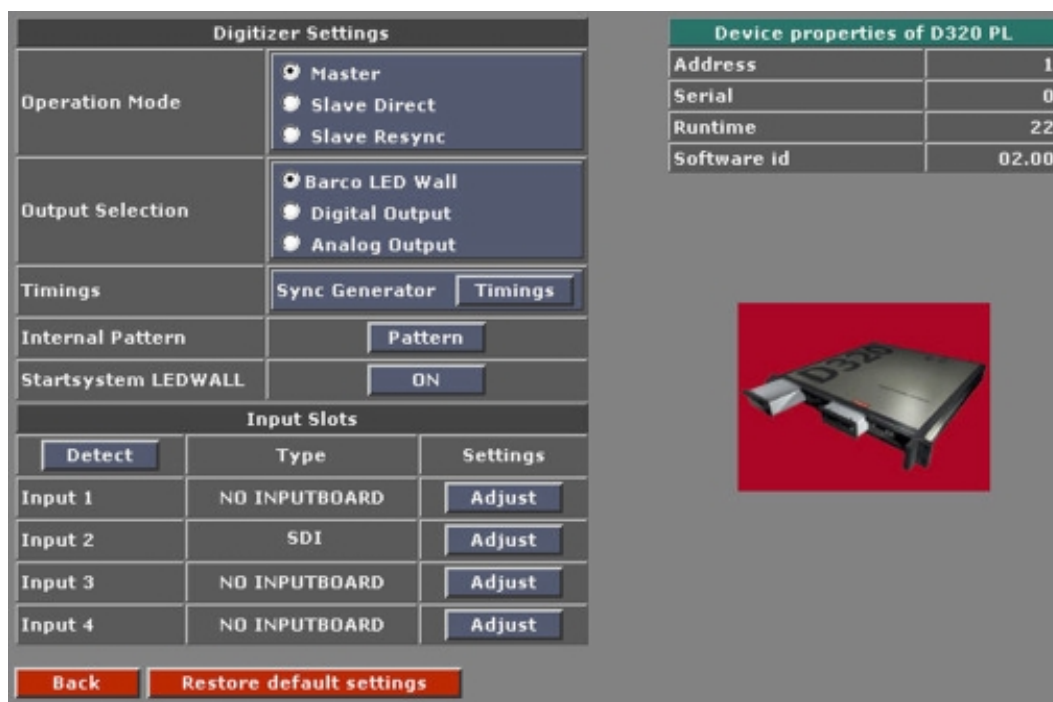 Digitizer Settings
Operation Mode
Master
Slave Direct
Slave Resync
Output Selection
Barco LED Wall
Digital Output
Analog Output
Timings
Sync Generator Timings
Internal Pattern
Pattern
Startsystem LEDWALL
ON
Input Slots
Detect Type Settings
Input 1 NO INPUTBOARD Adjust
Input 2 SDI Adjust
Input 3 NO INPUTBOARD Adjust
Input 4 NO INPUTBOARD Adjust
Back Restore default settings
Device properties of D320 PL
Address 1
Serial 0
Runtime 22
Software id 02.00
D320